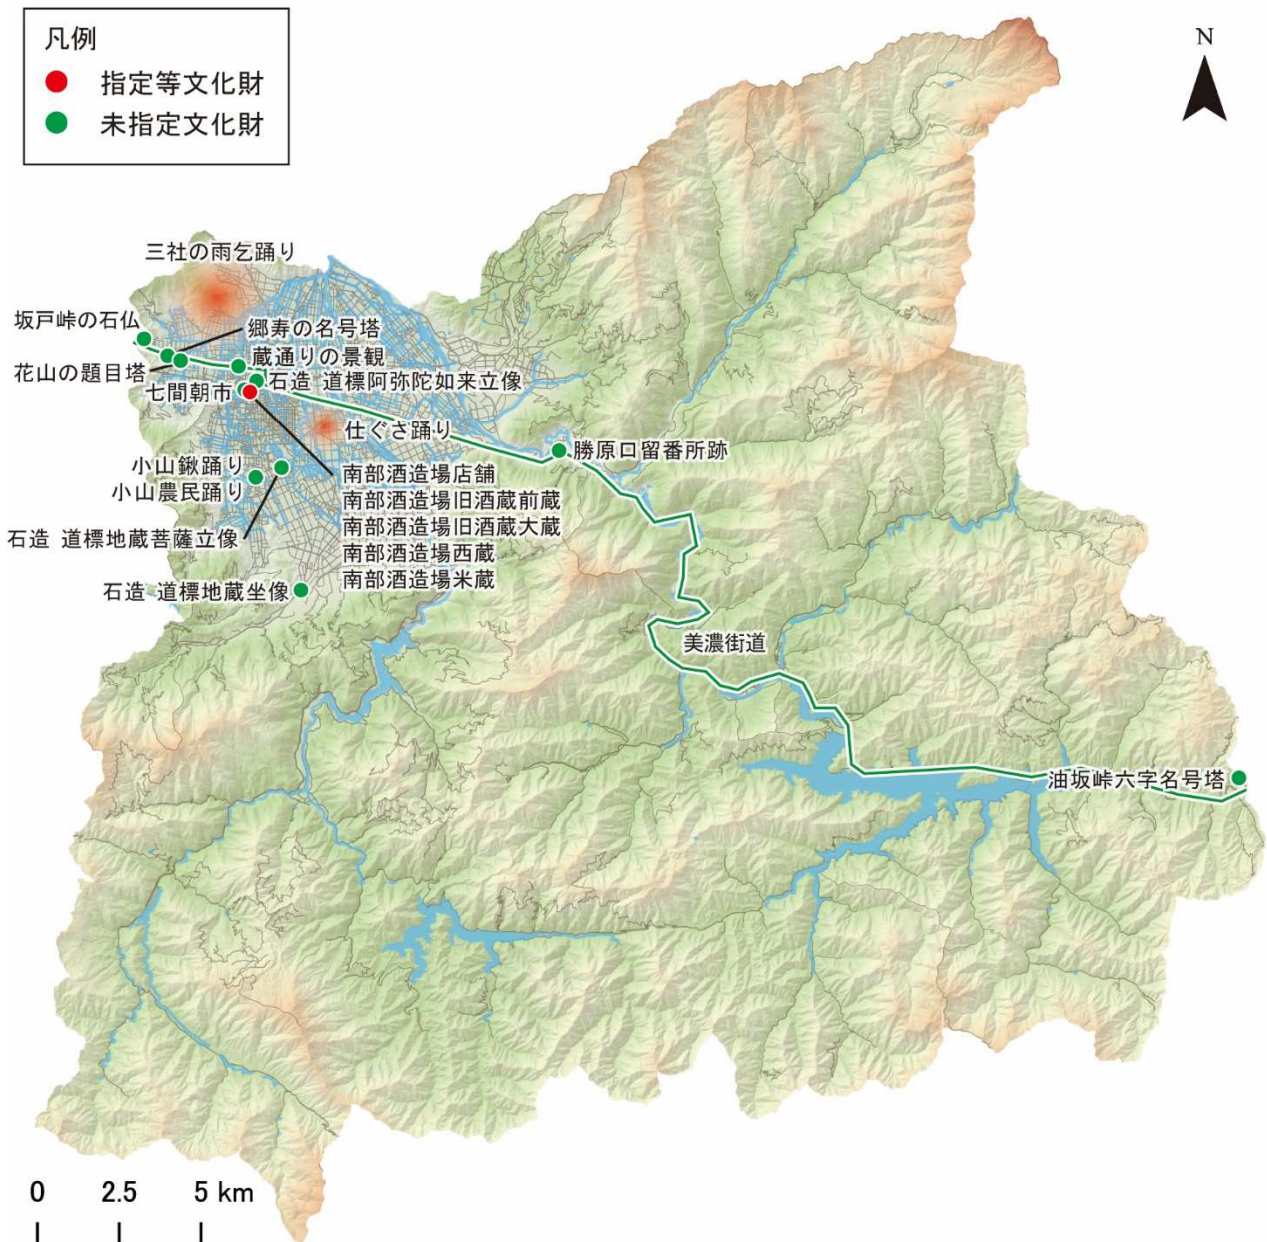 凡例
指定等文化財
未指定文化財
N
三社の雨乞踊り
坂戸峠の石仏
郷寿の名号塔
蔵通りの景観
花山の題目塔
石造 道標阿弥陀如来立像
七間朝市
仕ぐさ踊り
勝原口留番所跡
小山鍬踊り
小山農民踊り
南部酒造場店舗
南部酒造場旧酒蔵前蔵
南部酒造場旧酒蔵大蔵
南部酒造場西蔵
南部酒造場米蔵
石造 道標地蔵菩薩立像
石造 道標地蔵坐像
美濃街道
油坂峠六字名号塔
0 2.5 5 km